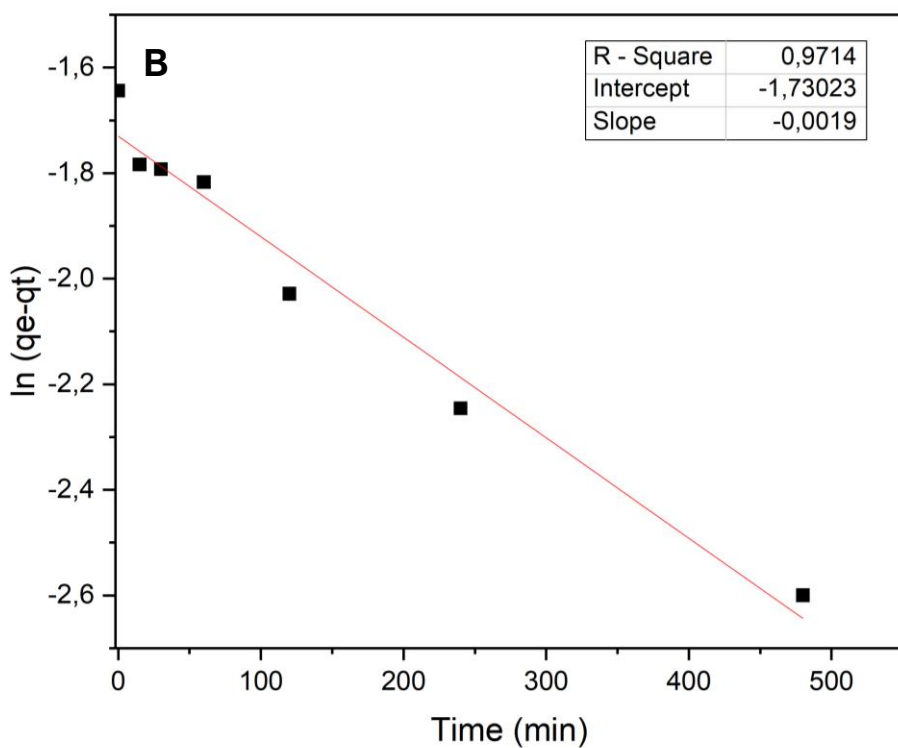 B
R - Square 0,9714
Intercept -1,73023
Slope -0,0019
-1,6
-1,8
-2,0
-2,2
-2,4
-2,6
ln (qe-qt)
0 100 200 300 400 500
Time (min)